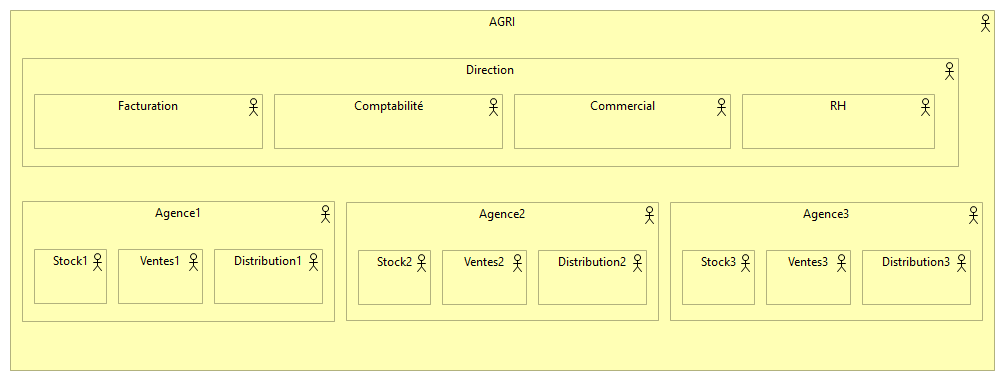 AGRI
Direction
Facturation
Comptabilité
Commercial
RH
Agence1
Agence2
Agence3
Stock1
Ventes1
Distribution1
Stock2
Ventes2
Distribution2
Stock3
Ventes3
Distribution3